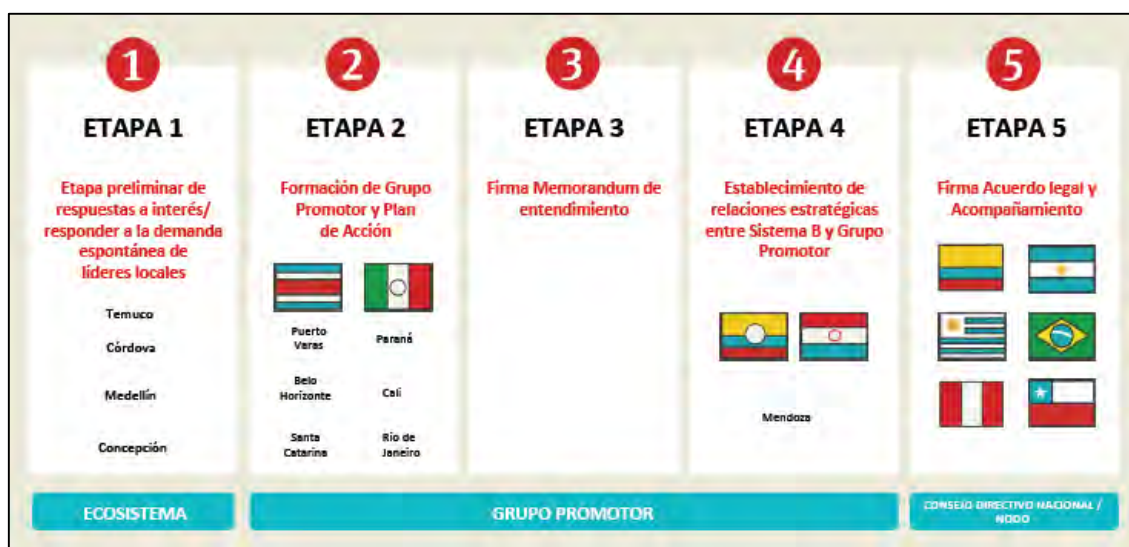 1
ETAPA 1
Etapa preliminar de
respuestas a interés/
responder a la demanda
espontánea de
líderes locales
Temuco
Córdova
Medellín
Concepción
ECOSISTEMA
2
ETAPA 2
Formación de Grupo
Promotor y Plan
de Acción
Puerto
Varas
Paraná
Belo
Horizonte
Cali
Santa
Catarina
Río de
Janeiro
3
ETAPA 3
Firma Memorandum de
entendimiento
4
ETAPA 4
Establecimiento de
relaciones estratégicas
entre Sistema B y Grupo
Promotor
Mendoza
GRUPO PROMOTOR
5
ETAPA 5
Firma Acuerdo legal y
Acompañamiento
CONSEJO DIRECTIVO NACIONAL /
NODO